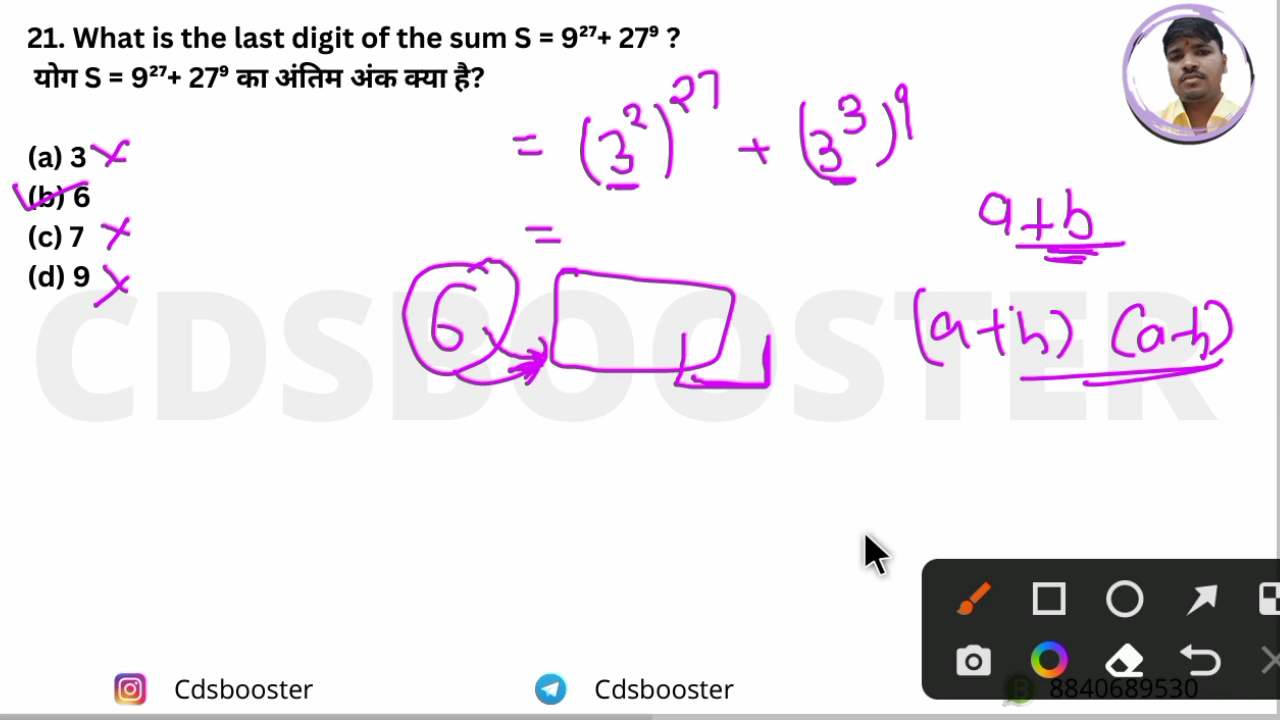 21. What is the last digit of the sum S = 9²⁷+ 27⁹ ?
योग S = 9²⁷+ 27⁹ का अंतिम अंक क्या है?
= (3²)²⁷ + (3³)⁹
(a) 3
(b) 6
(c) 7
(d) 9
=
a+b
6
(a+b) (a-b)
CDSBOOSTER
Cdsbooster
Cdsbooster
8840689530